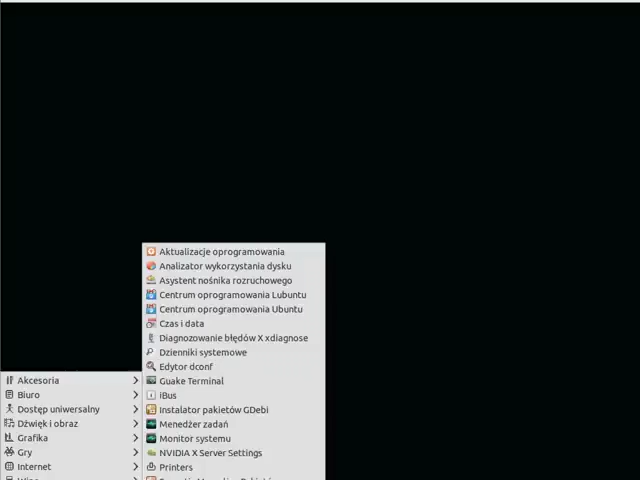 Aktualizacje oprogramowania
Analizator wykorzystania dysku
Asystent nośnika rozruchowego
Centrum oprogramowania Lubuntu
Centrum oprogramowania Ubuntu
Czas i data
Diagnozowanie błędów X xdiagnose
Dzienniki systemowe
Edytor dconf
Guake Terminal
iBus
Instalator pakietów GDebi
Menedżer zadań
Monitor systemu
NVIDIA X Server Settings
Printers
Akcesoria
Biuro
Dostęp uniwersalny
Dźwięk i obraz
Grafika
Gry
Internet